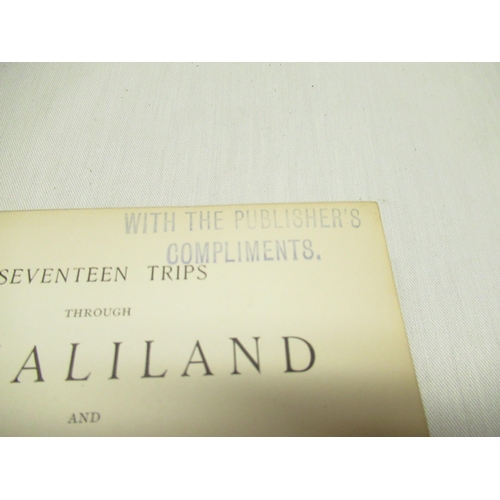 WITH THE PUBLISHER'S
COMPLIMENTS.
SEVENTEEN TRIPS
THROUGH
ALILAND
AND